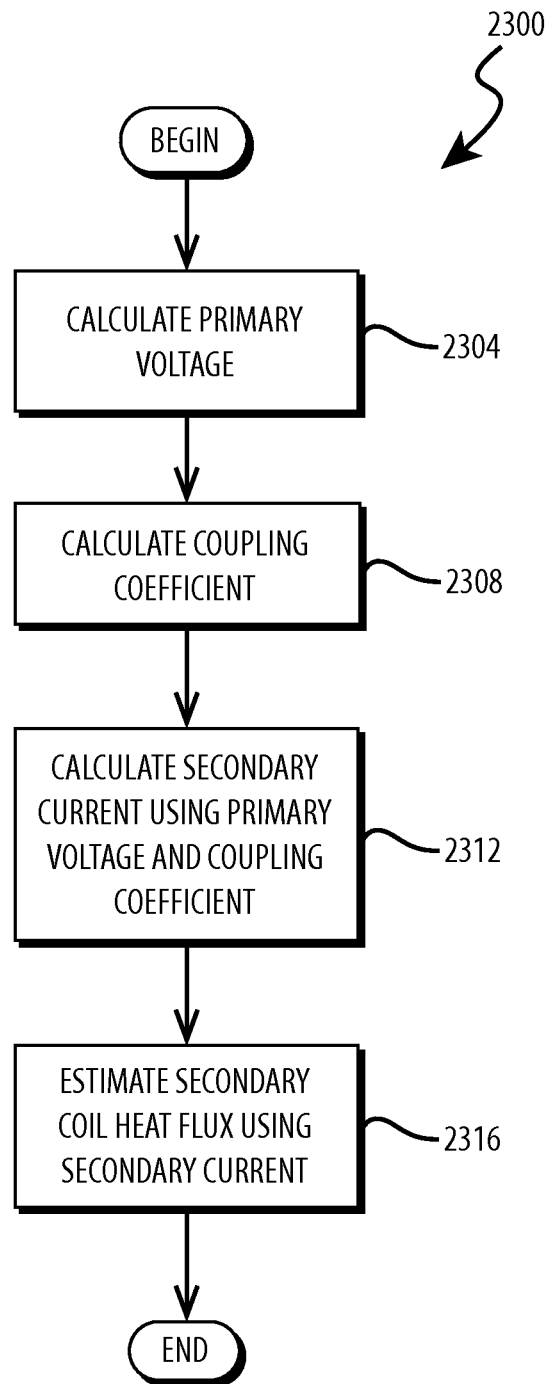 2300
BEGIN
CALCULATE PRIMARY
VOLTAGE
2304
CALCULATE COUPLING
COEFFICIENT
2308
CALCULATE SECONDARY
CURRENT USING PRIMARY
VOLTAGE AND COUPLING
COEFFICIENT
2312
ESTIMATE SECONDARY
COIL HEAT FLUX USING
SECONDARY CURRENT
2316
END